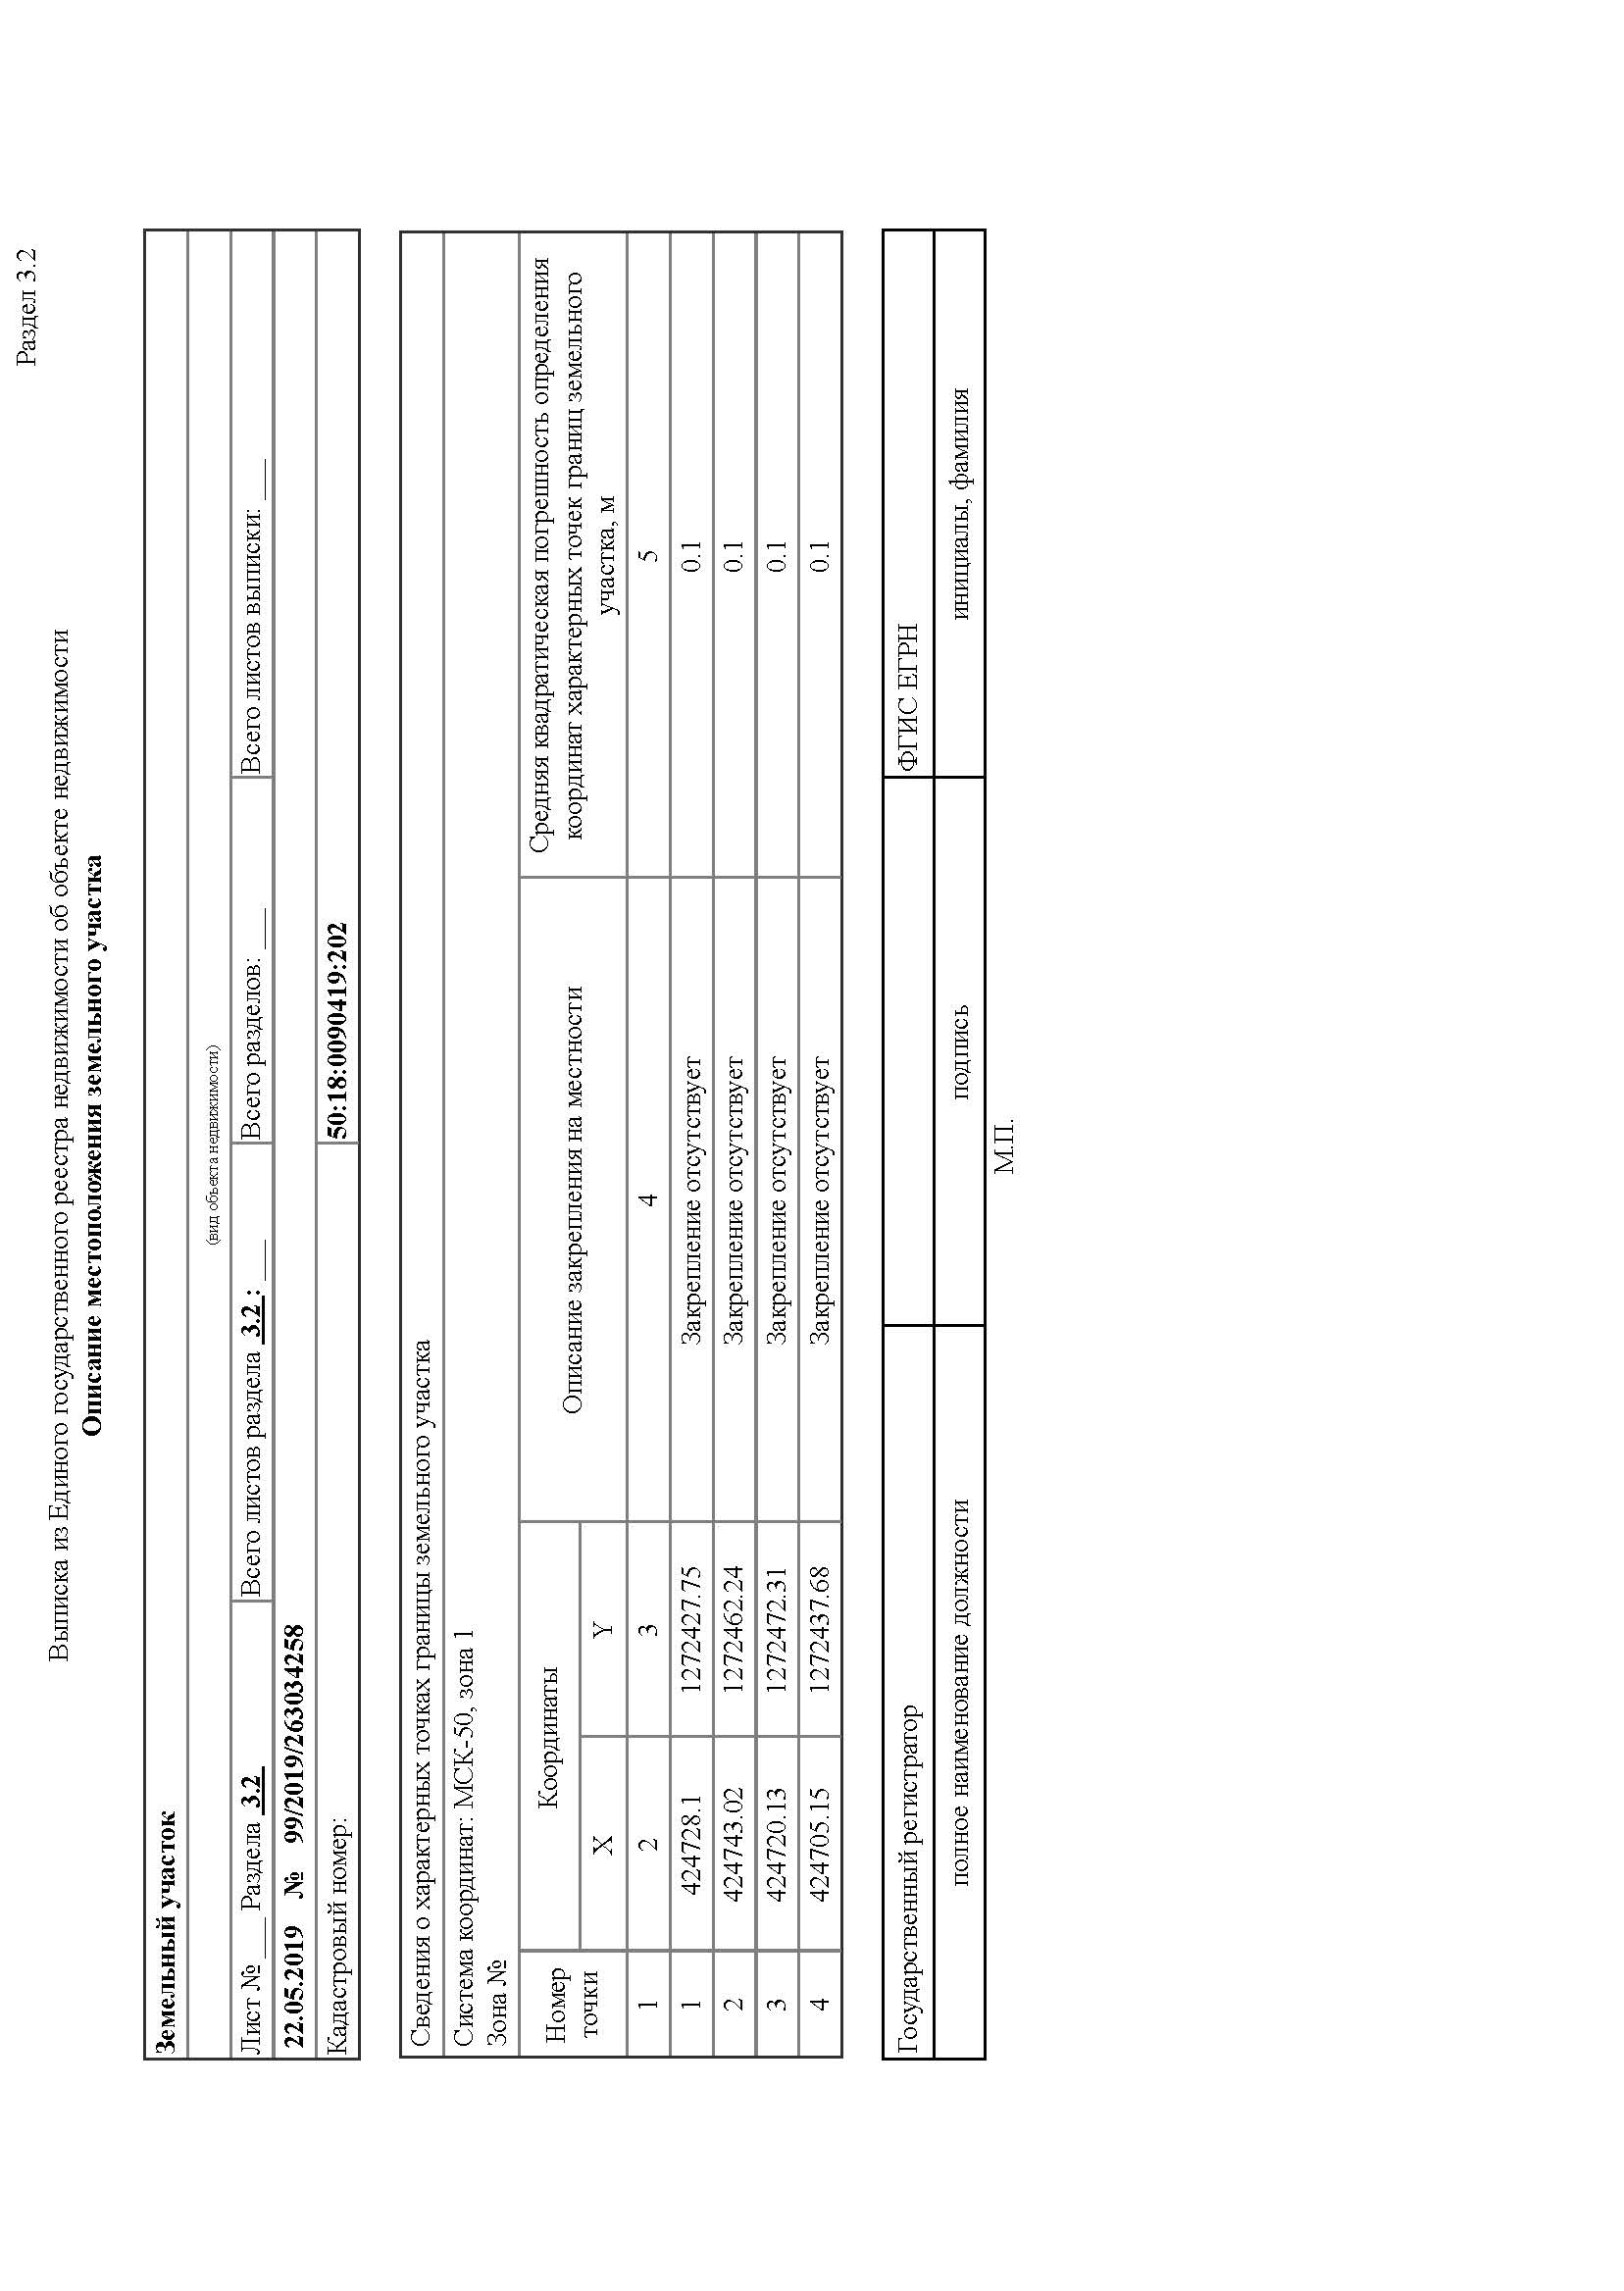 Раздел 3.2
Выписка из Единого государственного реестра недвижимости об объекте недвижимости
Описание местоположения земельного участка
Земельный участок
(вид объекта недвижимости)
Лист № ___ Раздела 3.2 Всего листов раздела 3.2 : ___ Всего разделов: ___ Всего листов выписки: ___
22.05.2019 № 99/2019/263034258
Кадастровый номер: 50:18:0090419:202
Сведения о характерных точках границы земельного участка
Система координат: МСК-50, зона 1
Зона №
Номер точки
Координаты
X Y
Описание закрепления на местности
Средняя квадратическая погрешность определения
координат характерных точек границ земельного
участка, м
1 2 3 4 5
1 424728.1 1272427.75 Закрепление отсутствует 0.1
2 424743.02 1272462.24 Закрепление отсутствует 0.1
3 424720.13 1272472.31 Закрепление отсутствует 0.1
4 424705.15 1272437.68 Закрепление отсутствует 0.1
Государственный регистратор ФГИС ЕГРН
полное наименование должности подпись инициалы, фамилия
М.П.